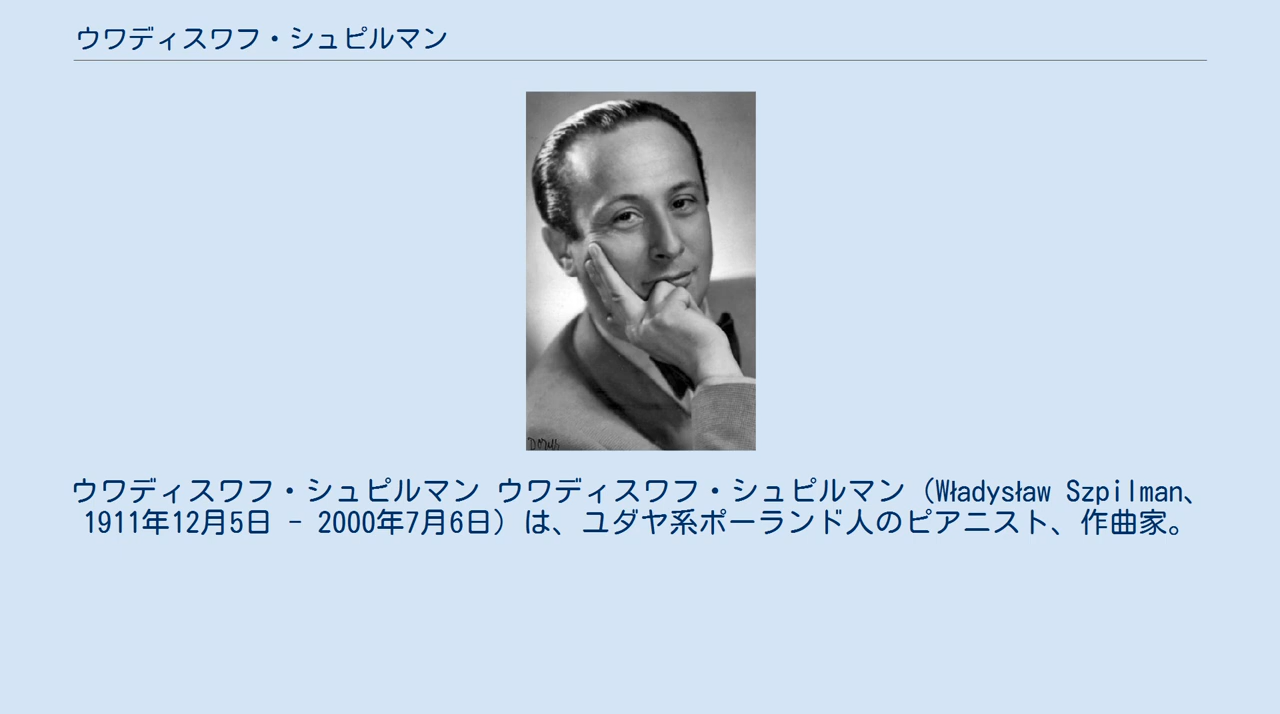 ウワディスワフ・シュピルマン
ウワディスワフ・シュピルマン ウワディスワフ・シュピルマン（Władysław Szpilman、
1911年12月5日 - 2000年7月6日）は、ユダヤ系ポーランド人のピアニスト、作曲家。